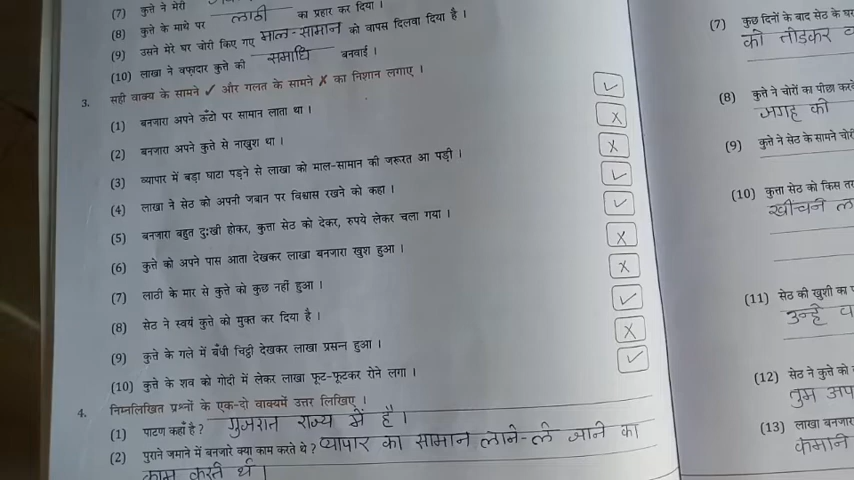 (7) कुत्ते ने मेरी
(8) कुत्ते के माथे पर लाठी का प्रहार कर दिया ।
(9) उसने मेरे घर चोरी किए गए माल-सामान को वापस दिलवा दिया है ।
(10) लाखा ने वफ़ादार कुत्ते की समाधि बनवाई ।
3. सही वाक्य के सामने ✓ और गलत के सामने ✗ का निशान लगाए ।
(1) बनजारा अपने ऊँटो पर सामान लाता था । ✓
(2) बनजारा अपने कुत्ते से नाखुश था । ✗
(3) व्यापार में बड़ा घाटा पड़ने से लाखा को माल-सामान की जरूरत आ पड़ी । ✗
(4) लाखा ने सेठ को अपनी जबान पर विश्वास रखने को कहा । ✓
(5) बनजारा बहुत दुःखी होकर, कुत्ता सेठ को देकर, रुपये लेकर चला गया । ✓
(6) कुत्ते को अपने पास आता देखकर लाखा बनजारा खुश हुआ । ✗
(7) लाठी के मार से कुत्ते को कुछ नहीं हुआ । ✗
(8) सेठ ने स्वयं कुत्ते को मुक्त कर दिया है । ✓
(9) कुत्ते के गले में बँधी चिट्ठी देखकर लाखा प्रसन्न हुआ । ✗
(10) कुत्ते के शव को गोदी में लेकर लाखा फूट-फूटकर रोने लगा । ✓
4. निम्नलिखित प्रश्नों के एक-दो वाक्यमें उत्तर लिखिए ।
(1) पाटण कहाँ है ? गुजरात राज्य में है ।
(2) पुराने जमाने में बनजारे क्या काम करते थे ? व्यापार का सामान लाने-ले जाने का
काम करते थे ।
(7) कुछ दिनों के बाद सेठ के घर
को तोडकर
(8) कुत्ते ने चोरों का पीछा
जगह को
(9) कुत्ते ने सेठ के सामने
(10) कुत्ता सेठ को किस
खींचने
(11) सेठ की खुशी का
उन्हे
(12) सेठ ने कुत्ते को
तुम
(13) लाखा बनजार
कमाने